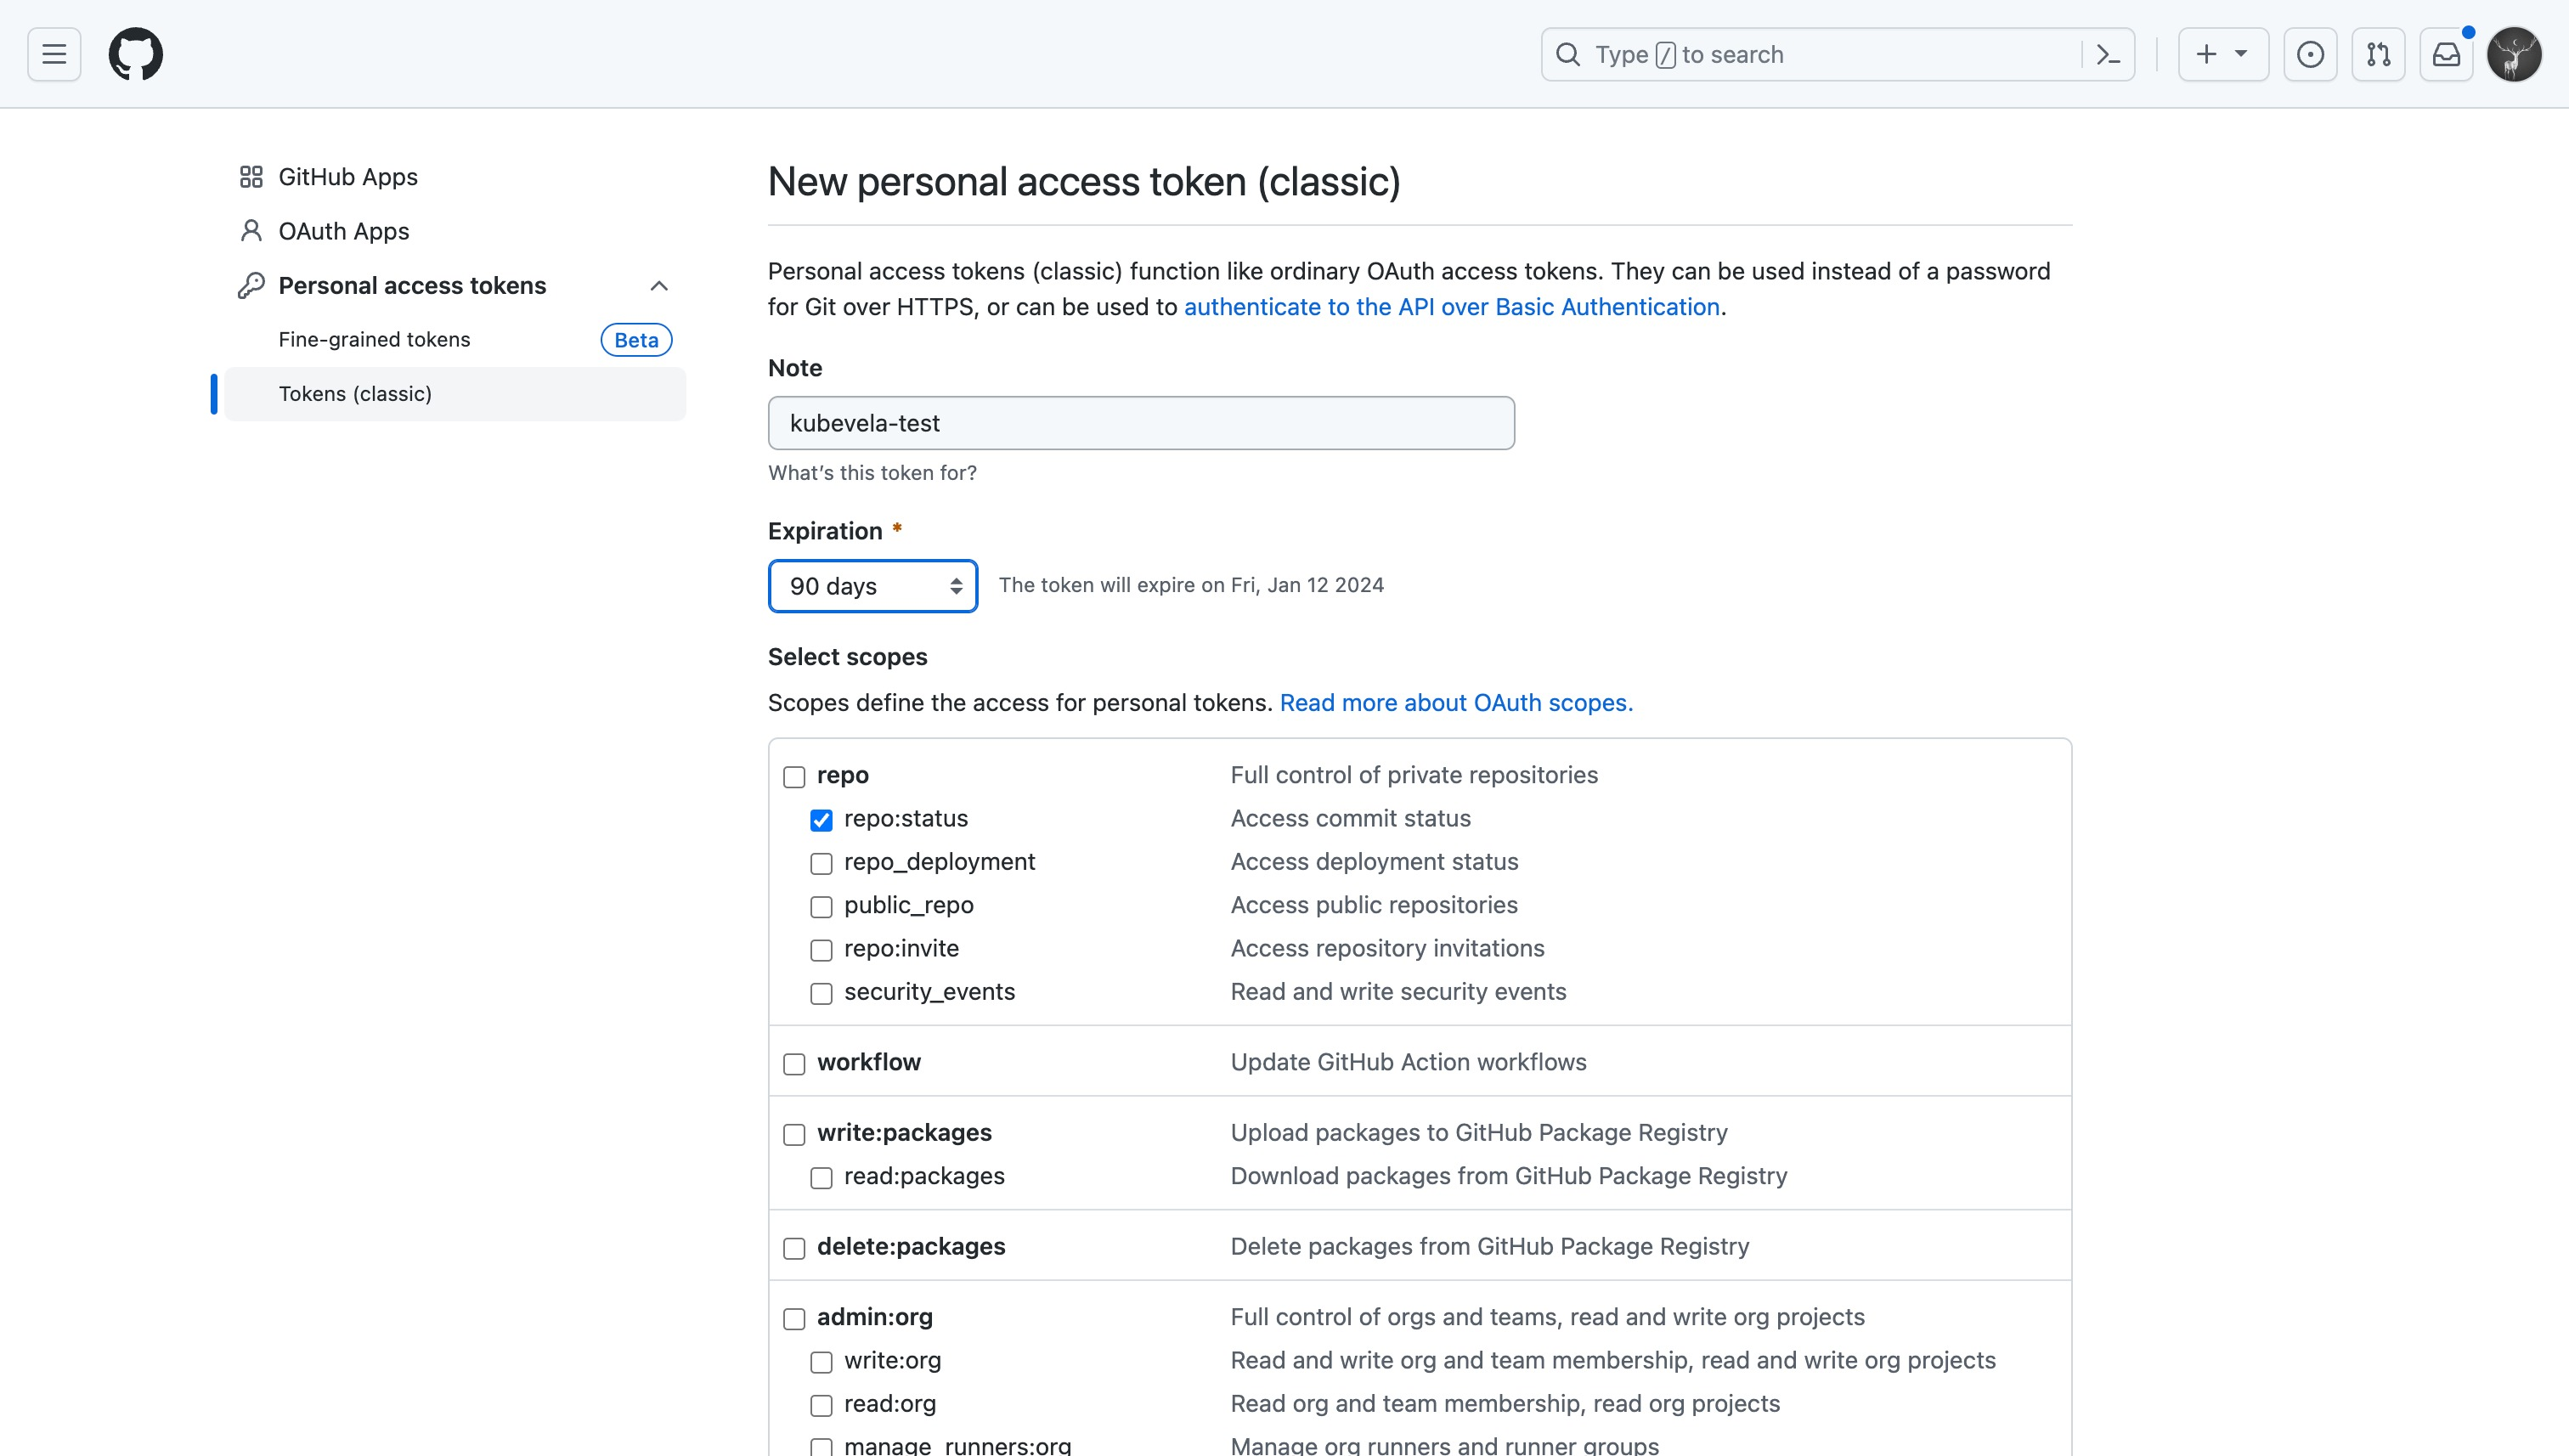 Type / to search
GitHub Apps
OAuth Apps
Personal access tokens
Fine-grained tokens Beta
Tokens (classic)
New personal access token (classic)
Personal access tokens (classic) function like ordinary OAuth access tokens. They can be used instead of a password
for Git over HTTPS, or can be used to authenticate to the API over Basic Authentication.
Note
kubevela-test
What's this token for?
Expiration *
90 days The token will expire on Fri, Jan 12 2024
Select scopes
Scopes define the access for personal tokens. Read more about OAuth scopes.
repo Full control of private repositories
repo:status Access commit status
repo_deployment Access deployment status
public_repo Access public repositories
repo:invite Access repository invitations
security_events Read and write security events
workflow Update GitHub Action workflows
write:packages Upload packages to GitHub Package Registry
read:packages Download packages from GitHub Package Registry
delete:packages Delete packages from GitHub Package Registry
admin:org Full control of orgs and teams, read and write org projects
write:org Read and write org and team membership, read and write org projects
read:org Read org and team membership, read org projects
manage_runners:org Manage org runners and runner groups